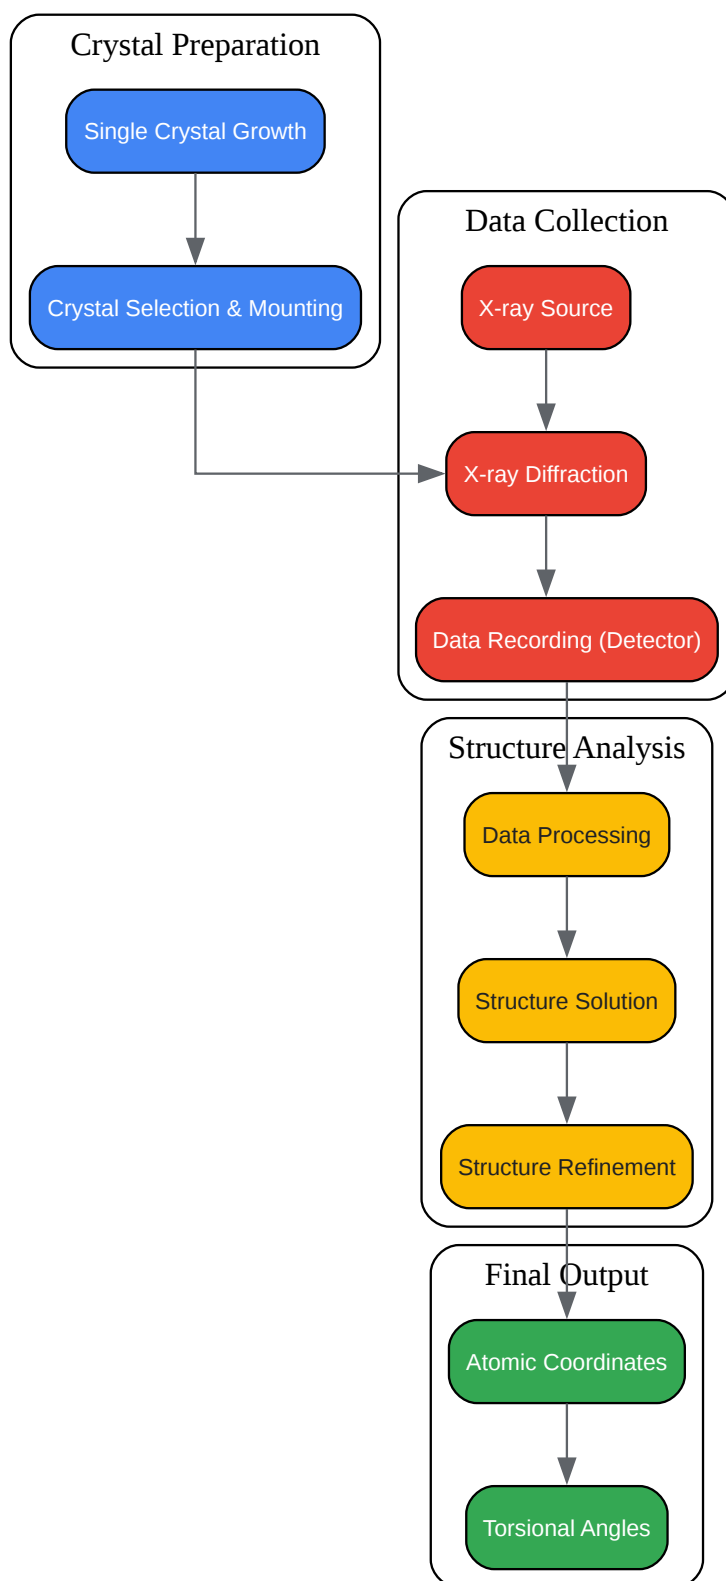 Crystal Preparation
Single Crystal Growth
Crystal Selection & Mounting
Data Collection
X-ray Source
X-ray Diffraction
Data Recording (Detector)
Structure Analysis
Data Processing
Structure Solution
Structure Refinement
Final Output
Atomic Coordinates
Torsional Angles